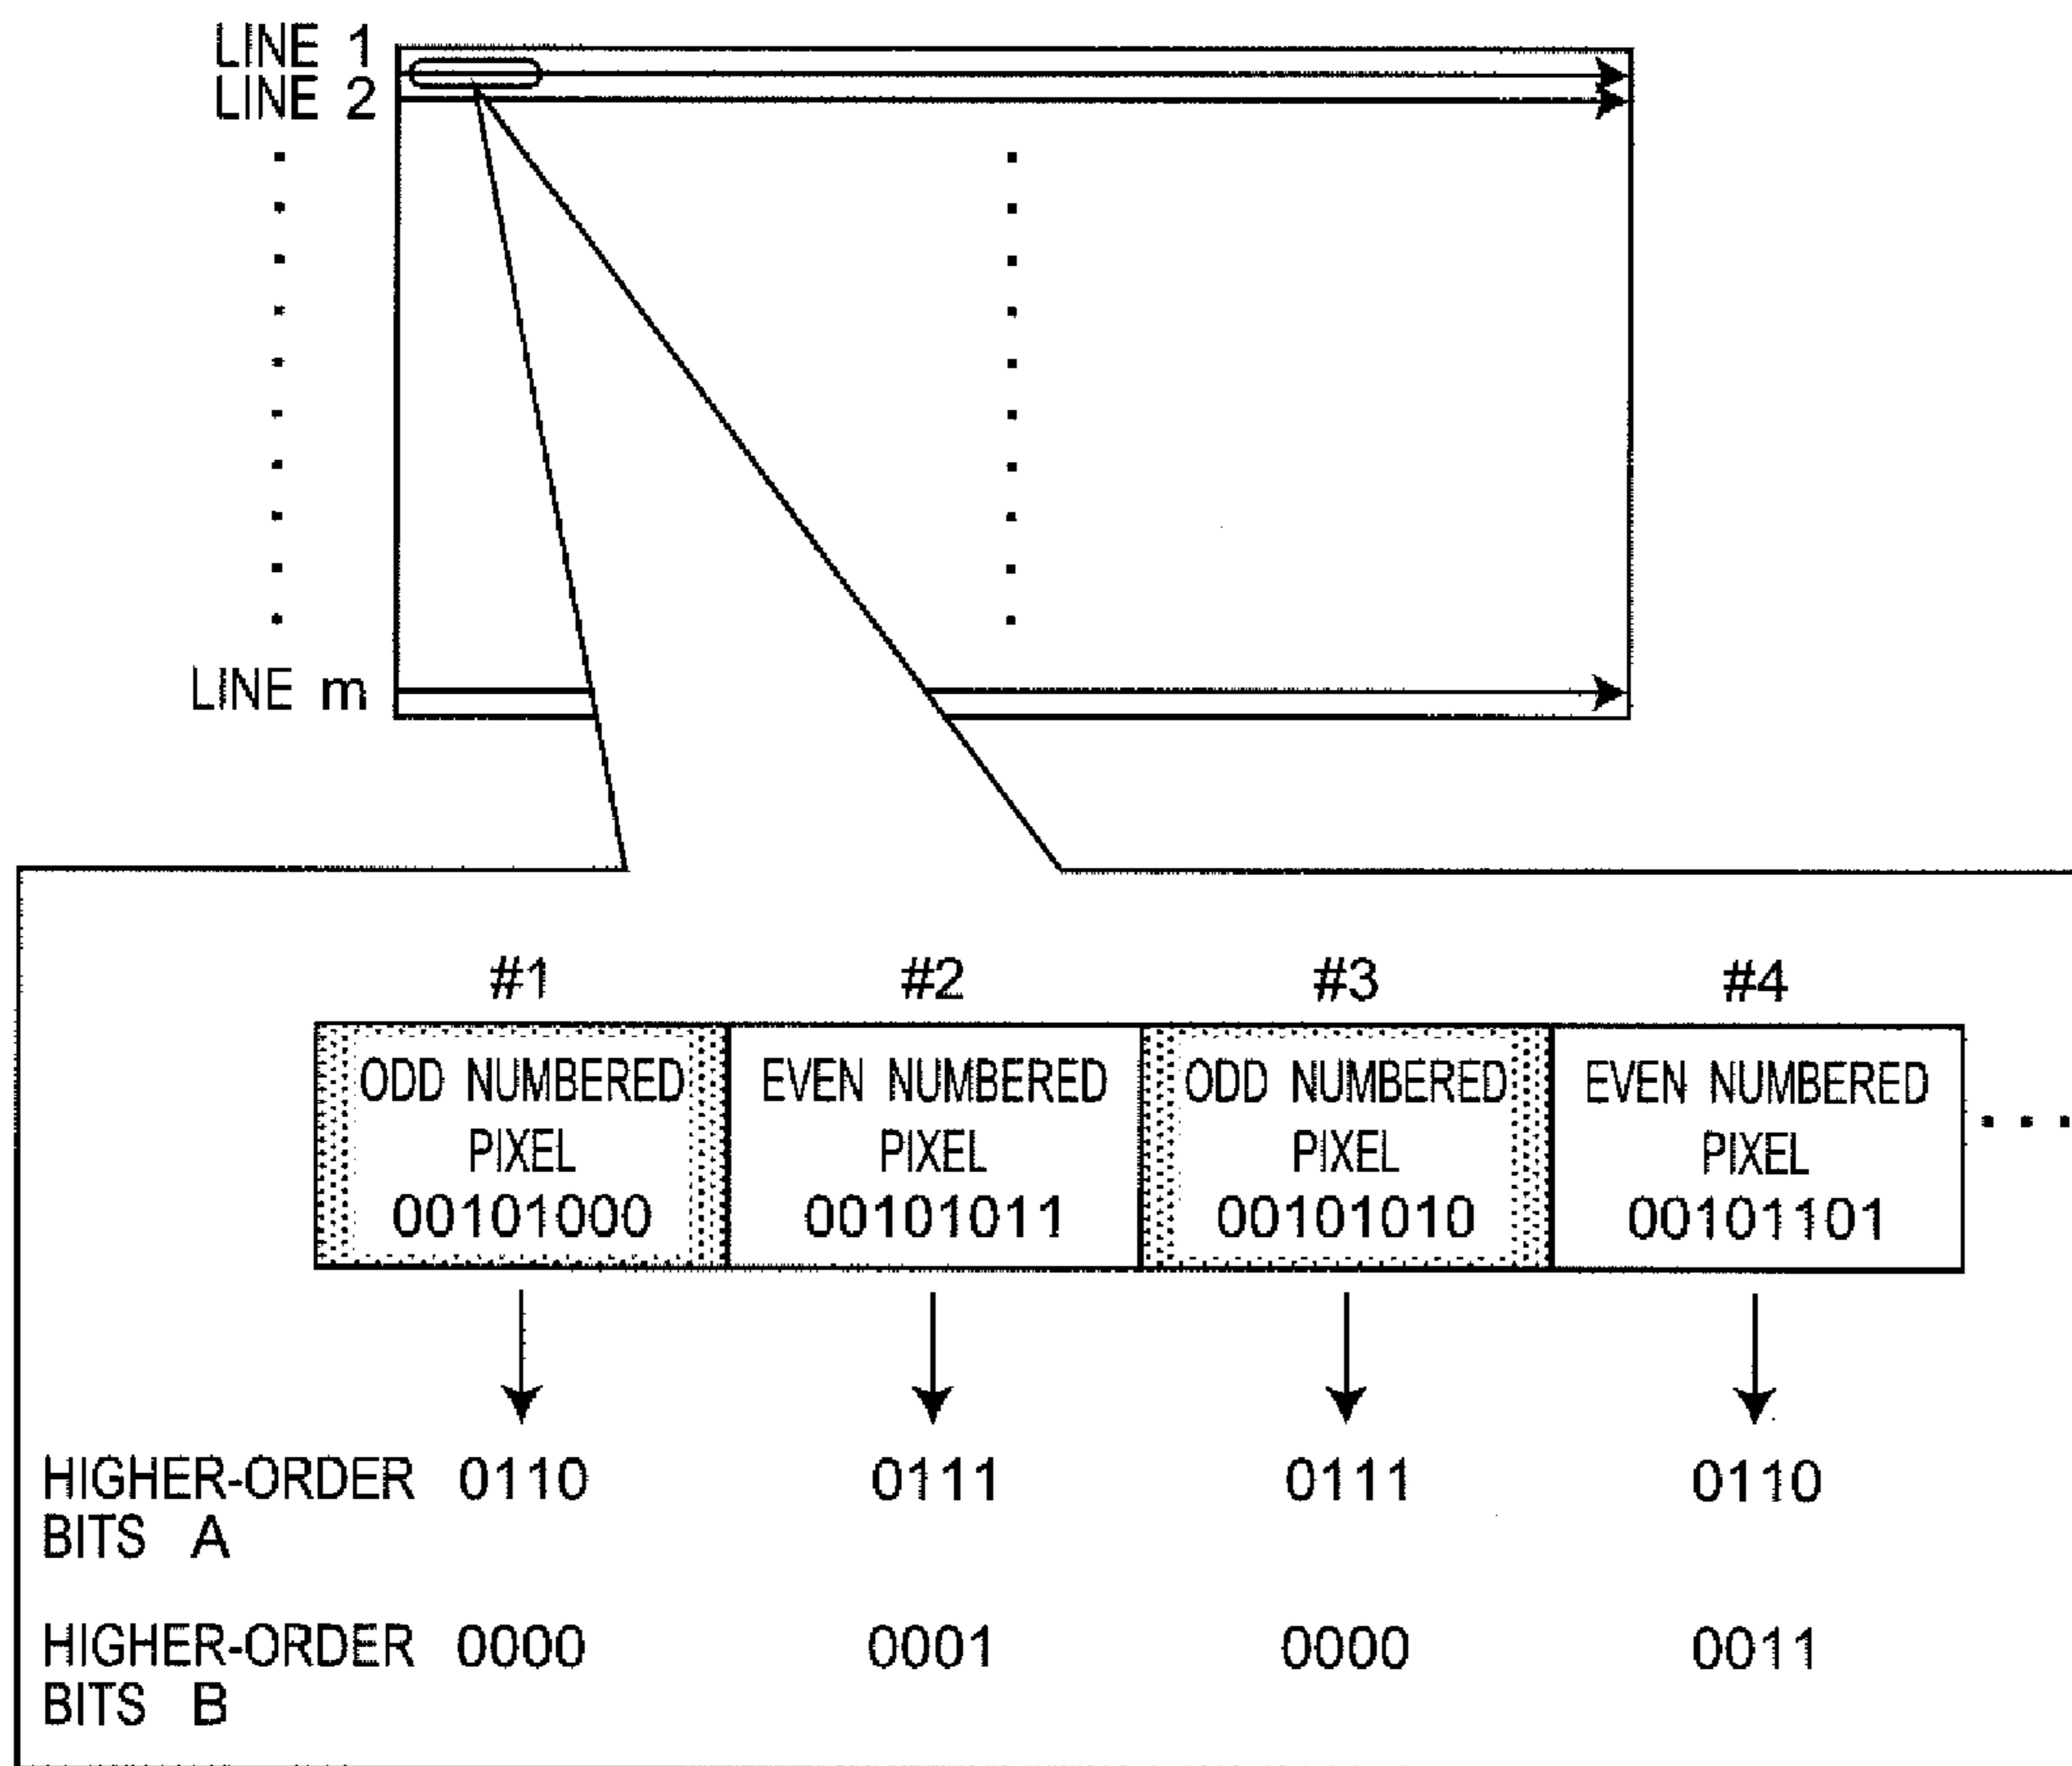 LINE 1
LINE 2
LINE m
#1 #2 #3 #4
ODD NUMBERED EVEN NUMBERED ODD NUMBERED EVEN NUMBERED
PIXEL PIXEL PIXEL PIXEL
00101000 00101011 00101010 00101101
HIGHER-ORDER 0110 0111 0111 0110
BITS A
HIGHER-ORDER 0000 0001 0000 0011
BITS B